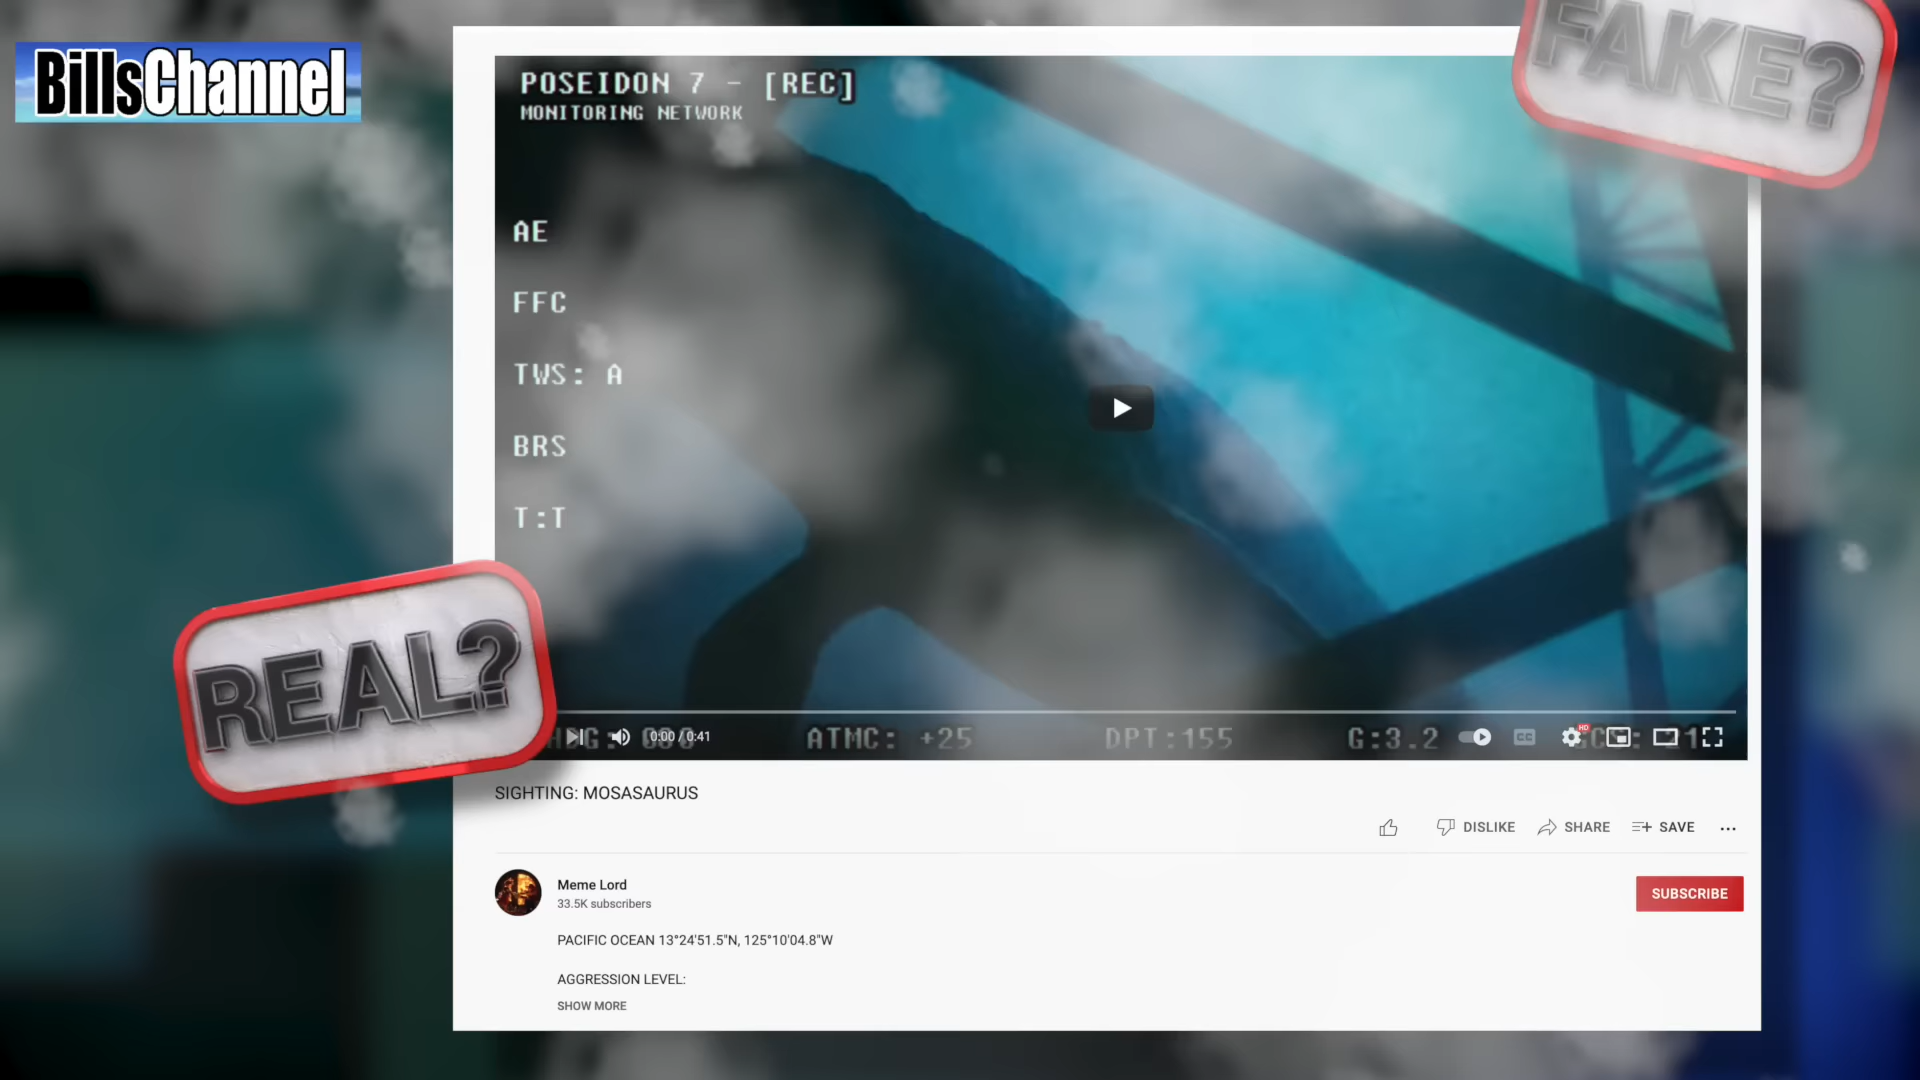 BillsChannel
FAKE?
POSEIDON 7 - [REC]
MONITORING NETWORK
AE
FFC
TWS: A
BRS
T:T
REAL?
0:00 / 0:41
ATMC: +25
DPT:155
G:3.2
CC
HD
SIGHTING: MOSASAURUS
DISLIKE
SHARE
SAVE
Meme Lord
33.5K subscribers
SUBSCRIBE
PACIFIC OCEAN 13°24'51.5"N, 125°10'04.8"W
AGGRESSION LEVEL:
SHOW MORE